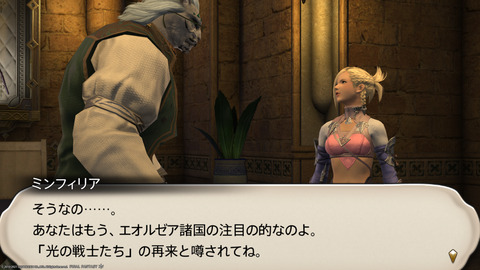 ミンフィリア
そうなの……。
あなたはもう、エオルゼア諸国の注目の的なのよ。
「光の戦士たち」の再来と噂されてね。